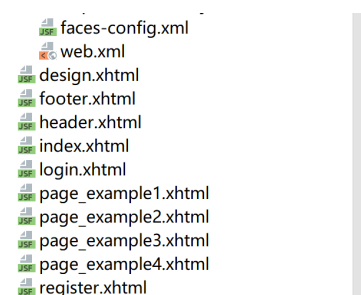 faces-config.xml
web.xml
design.xhtml
footer.xhtml
header.xhtml
index.xhtml
login.xhtml
page_example1.xhtml
page_example2.xhtml
page_example3.xhtml
page_example4.xhtml
register.xhtml